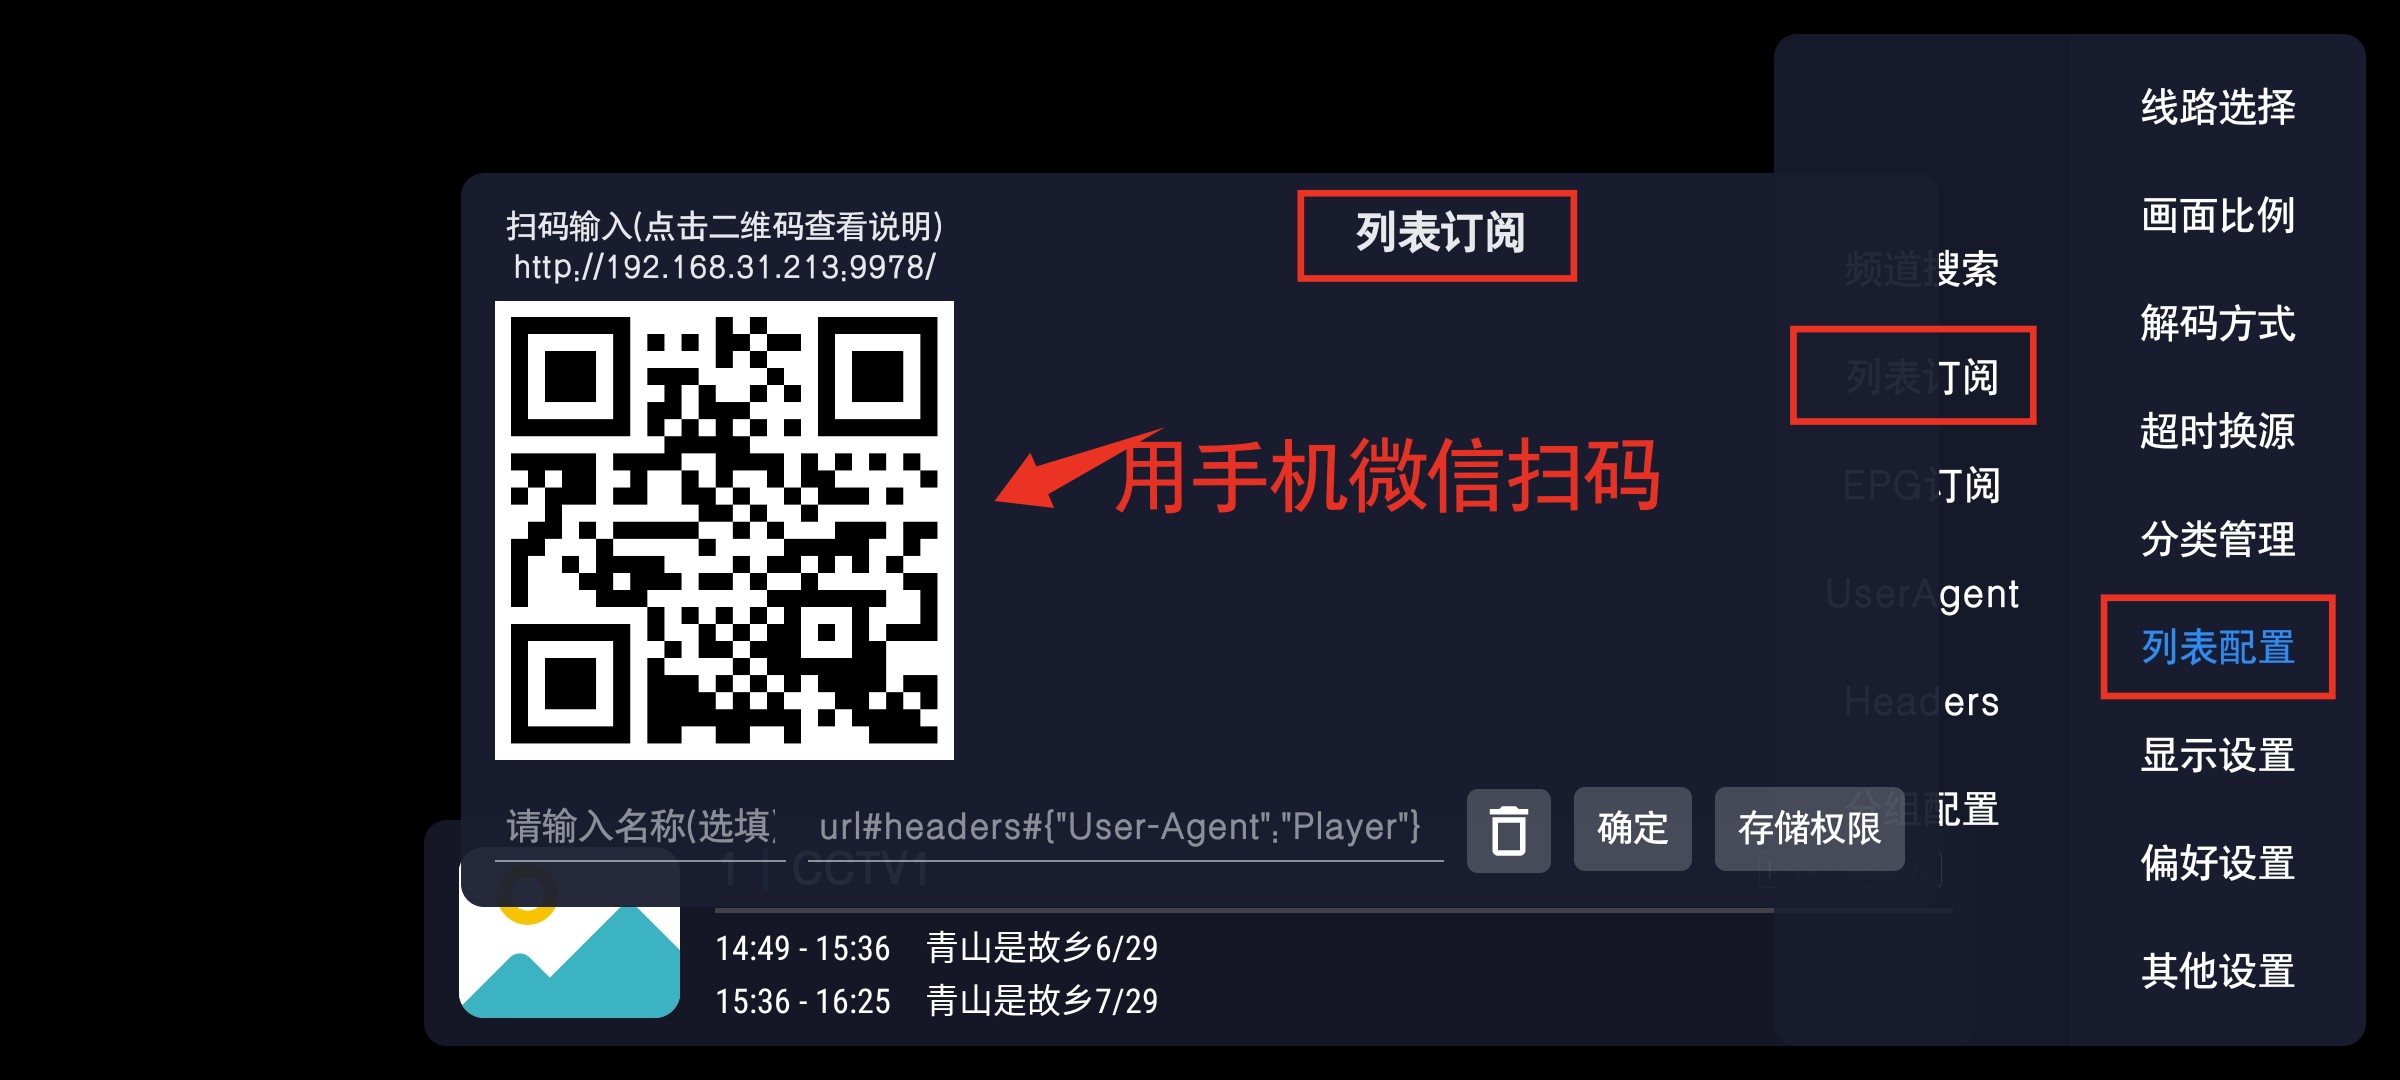 扫码输入(点击二维码查看说明)
http://192.168.31.213:9978/
列表订阅
用手机微信扫码
请输入名称(选填)
url#headers#{"User-Agent":"Player"}
确定
存储权限
1
CCTV1
14:49 - 15:36 青山是故乡6/29
15:36 - 16:25 青山是故乡7/29
频道搜索
列表订阅
EPG订阅
UserAgent
Headers
分组配置
线路选择
画面比例
解码方式
超时换源
分类管理
列表配置
显示设置
偏好设置
其他设置